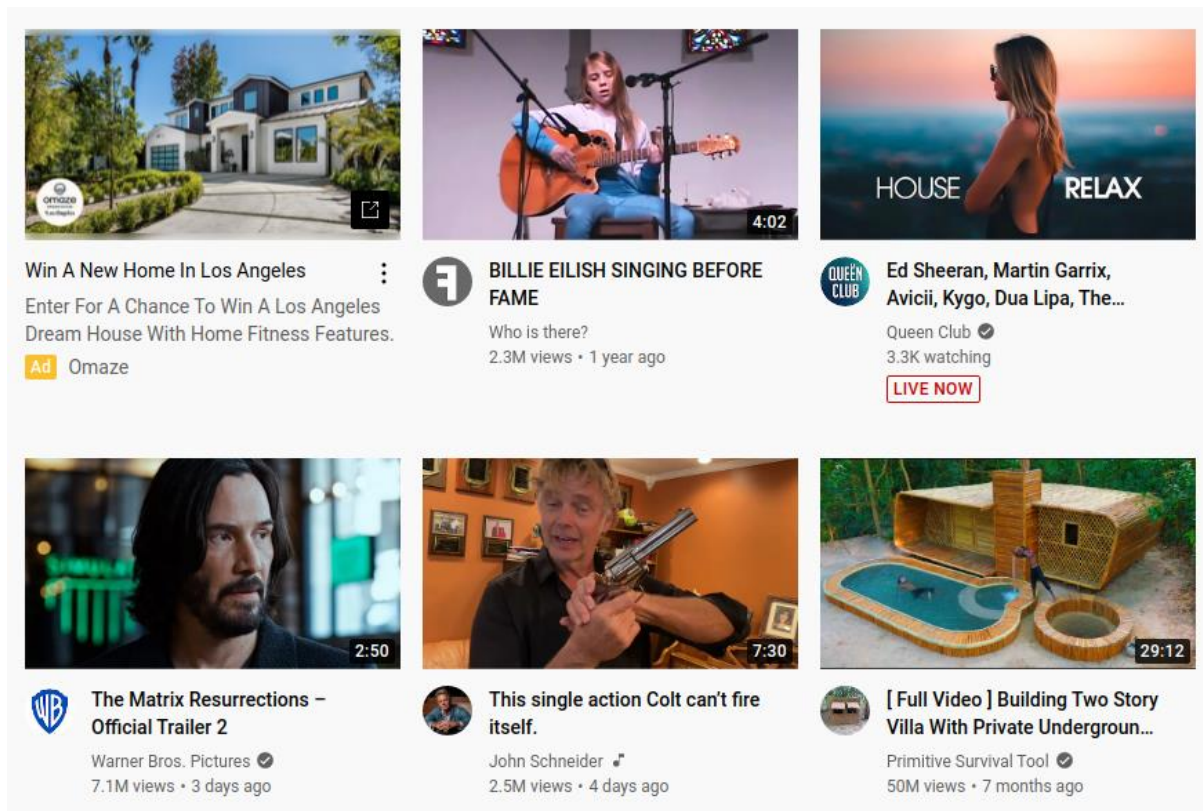 omaze
Win A New Home In Los Angeles
Enter For A Chance To Win A Los Angeles
Dream House With Home Fitness Features.
Ad Omaze
4:02
BILLIE EILISH SINGING BEFORE
FAME
Who is there?
2.3M views • 1 year ago
HOUSE RELAX
QUEEN
CLUB
Ed Sheeran, Martin Garrix,
Avicii, Kygo, Dua Lipa, The...
Queen Club
3.3K watching
LIVE NOW
2:50
WB
The Matrix Resurrections –
Official Trailer 2
Warner Bros. Pictures
7.1M views • 3 days ago
7:30
This single action Colt can’t fire
itself.
John Schneider
2.5M views • 4 days ago
29:12
[ Full Video ] Building Two Story
Villa With Private Undergroun...
Primitive Survival Tool
50M views • 7 months ago